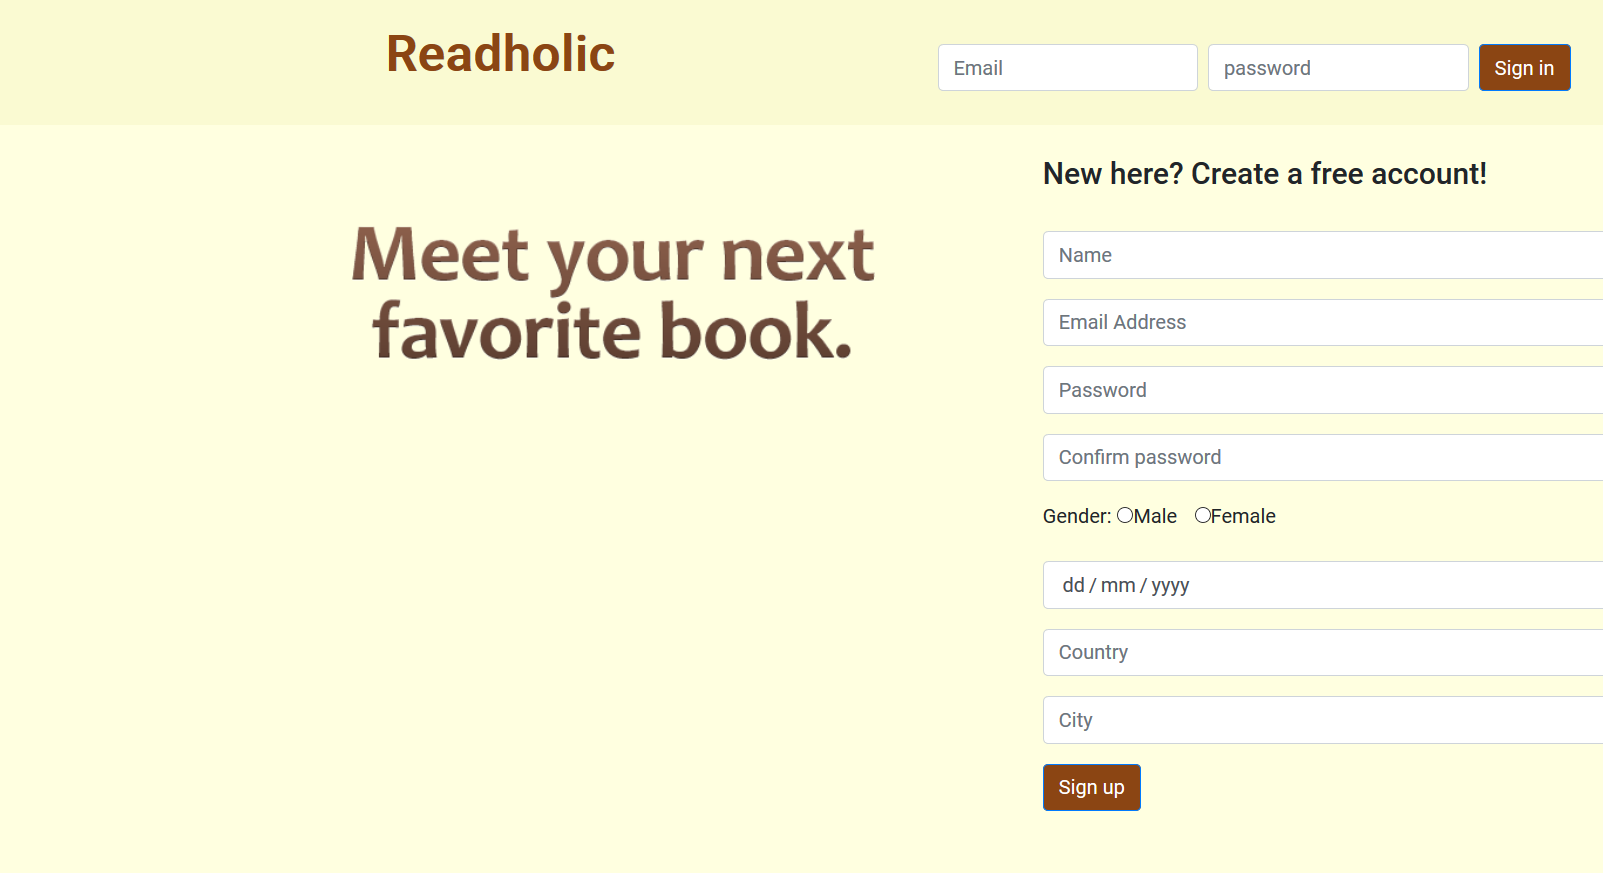 Readholic
Email
password
Sign in
New here? Create a free account!
Meet your next
favorite book.
Name
Email Address
Password
Confirm password
Gender: Male Female
dd / mm / yyyy
Country
City
Sign up